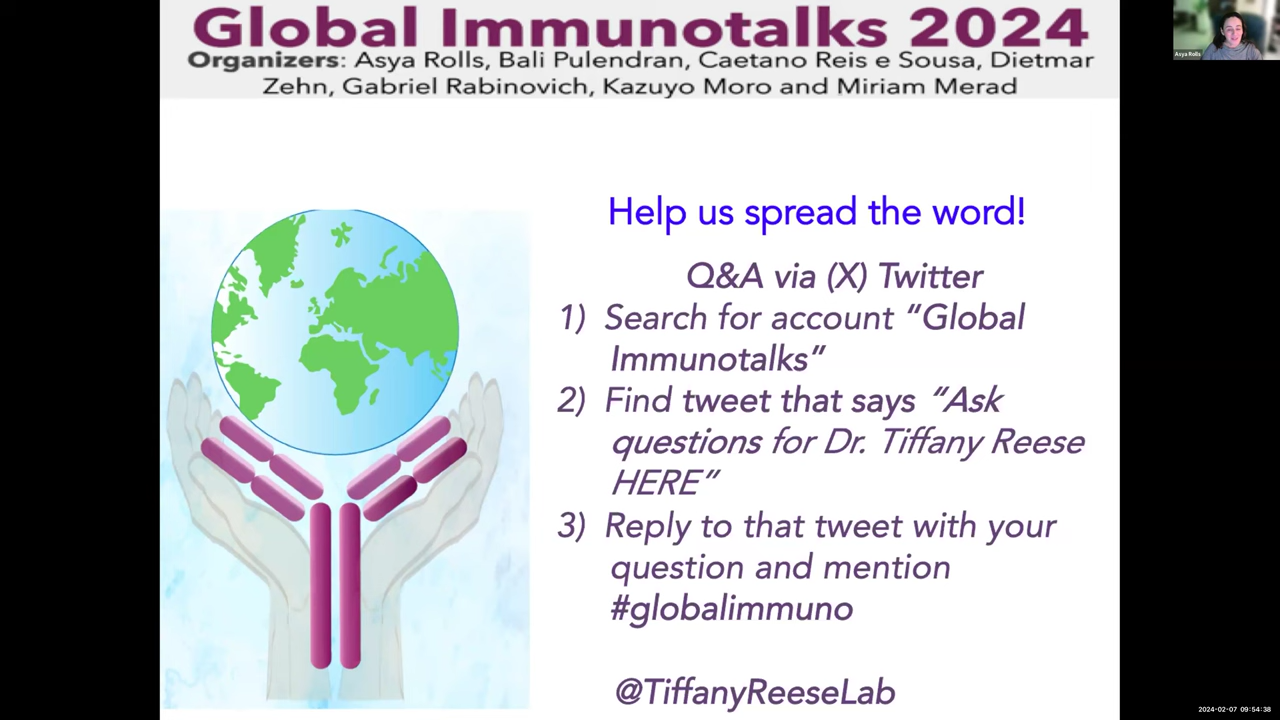 Global Immunotalks 2024
Organizers: Asya Rolls, Bali Pulendran, Caetano Reis e Sousa, Dietmar
Zehn, Gabriel Rabinovich, Kazuyo Moro and Miriam Merad
Asya Rolls
Help us spread the word!
Q&A via (X) Twitter
1) Search for account “Global
Immunotalks”
2) Find tweet that says “Ask
questions for Dr. Tiffany Reese
HERE”
3) Reply to that tweet with your
question and mention
#globalimmuno
@TiffanyReeseLab
2024-02-07 09:54:38